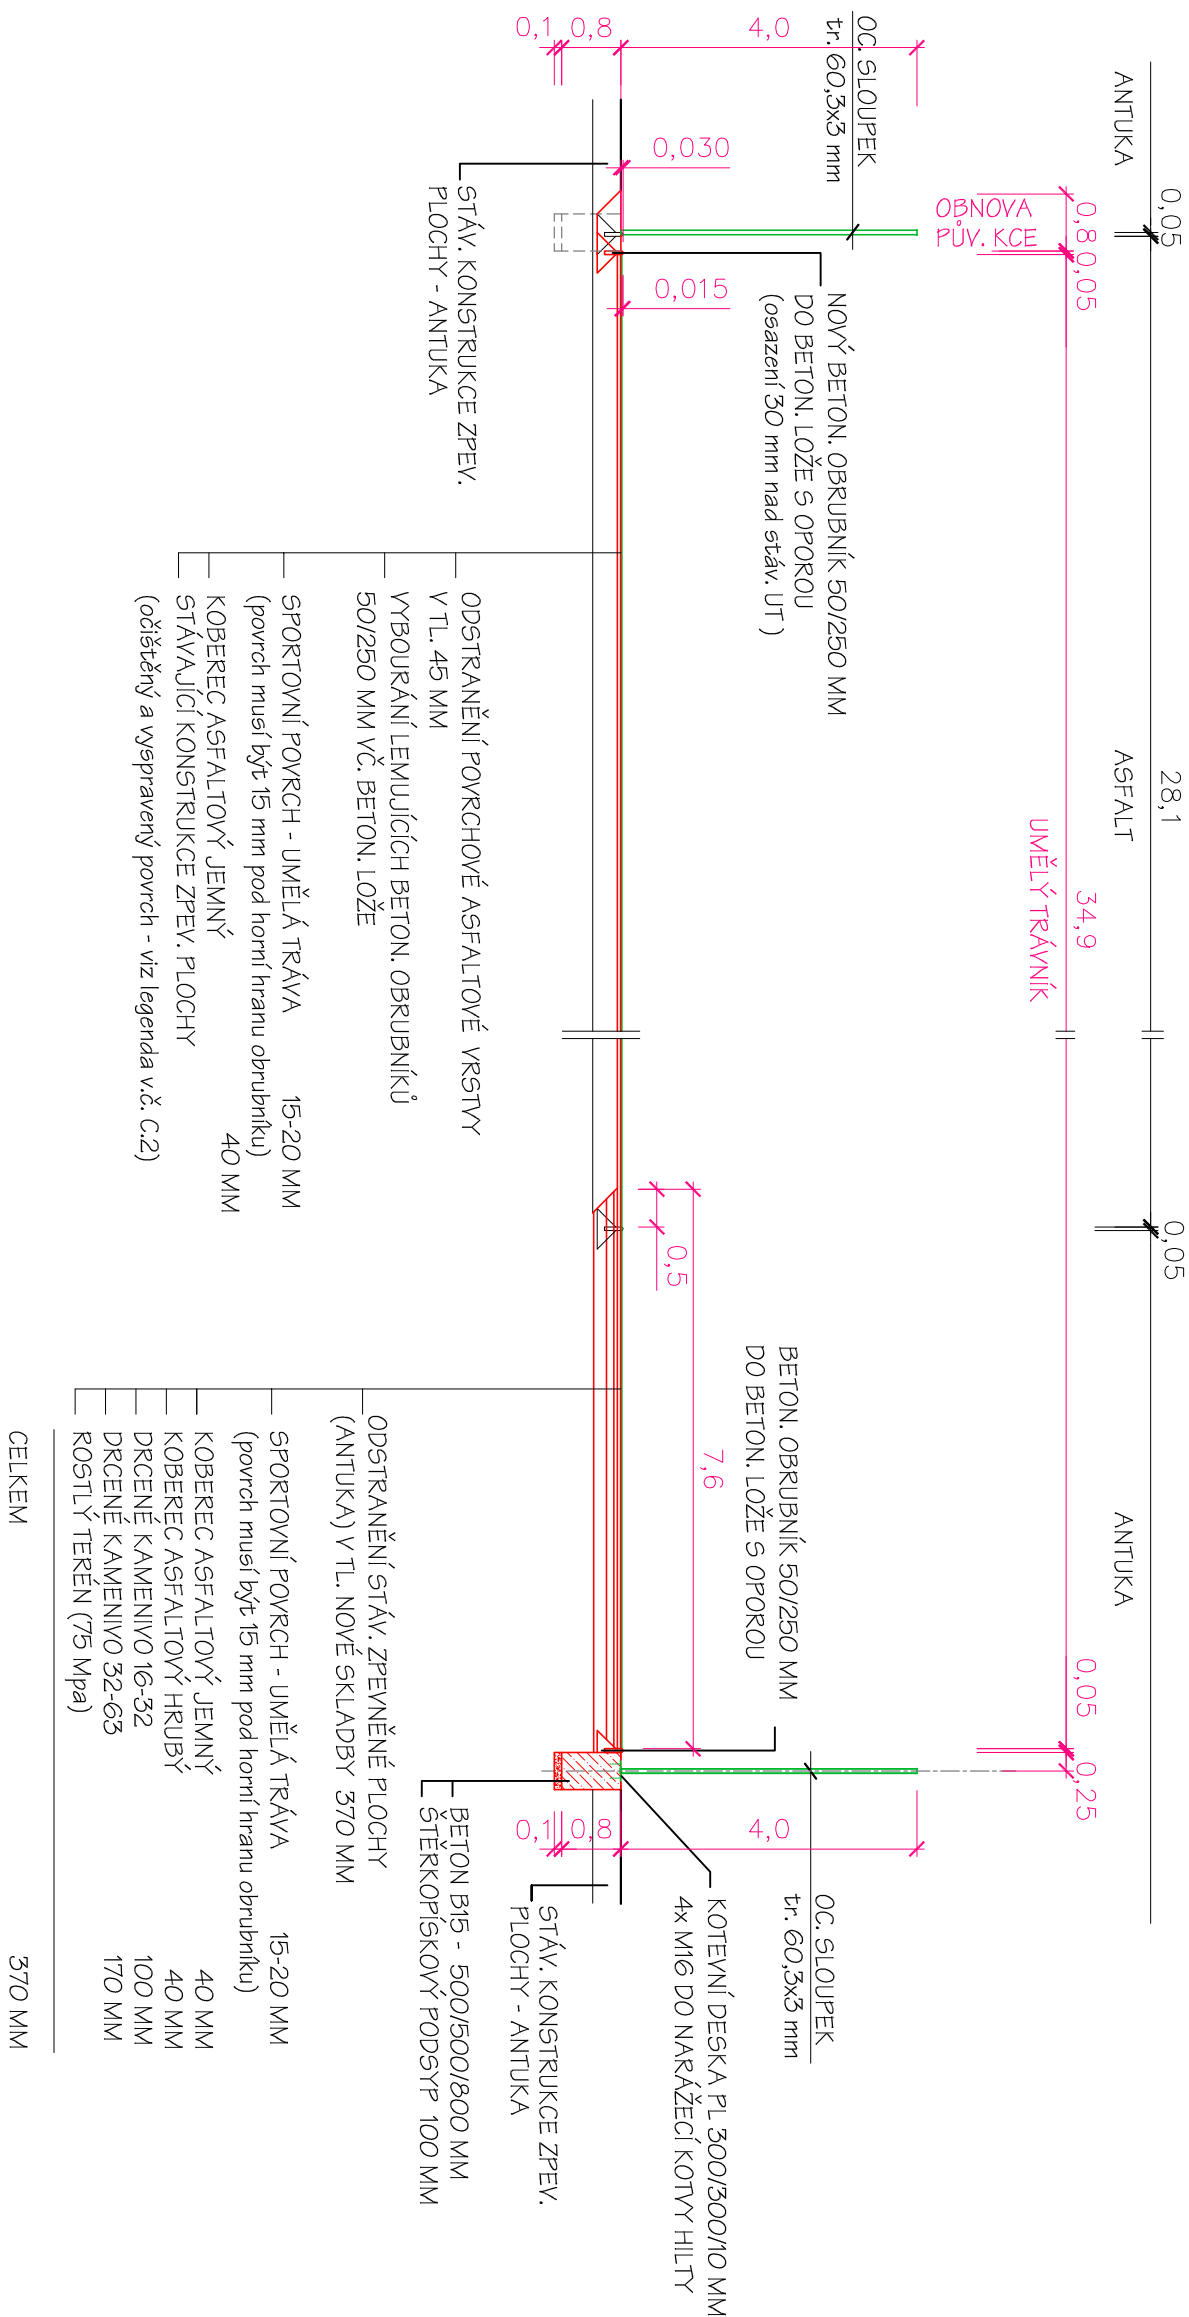 ANTUKA
0,05
28,1
ASFALT
0,05
ANTUKA
0,8
0,05
34,9
UMĚLÝ TRÁVNÍK
0,05
0,25
OBNOVA
PŮV. KCE
OC. SLOUPEK
tr. 60,3x3 mm
4,0
0,8
0,1
0,030
0,015
NOVÝ BETON. OBRUBNÍK 50/250 MM
DO BETON. LOŽE S OPOROU
(osazení 30 mm nad stáv. UT )
0,5
7,6
BETON. OBRUBNÍK 50/250 MM
DO BETON. LOŽE S OPOROU
OC. SLOUPEK
tr. 60,3x3 mm
4,0
0,8
0,1
KOTEVNÍ DESKA PL 300/300/10 MM
4x M16 DO NARÁŽECÍ KOTVY HILTY
STÁV. KONSTRUKCE ZPEV.
PLOCHY - ANTUKA
STÁV. KONSTRUKCE ZPEV.
PLOCHY - ANTUKA
BETON B15 - 500/500/800 MM
ŠTĚRKOPÍSKOVÝ PODSYP 100 MM
ODSTRANĚNÍ POVRCHOVÉ ASFALTOVÉ VRSTVY
V TL. 45 MM
VYBOURÁNÍ LEMUJÍCÍCH BETON. OBRUBNÍKŮ
50/250 MM VČ. BETON. LOŽE
SPORTOVNÍ POVRCH - UMĚLÁ TRÁVA 15-20 MM
(povrch musí být 15 mm pod horní hranu obrubníku)
KOBEREC ASFALTOVÝ JEMNÝ 40 MM
STÁVAJÍCÍ KONSTRUKCE ZPEV. PLOCHY
(očištěný a vyspravený povrch - viz legenda v.č. C.2)
ODSTRANĚNÍ STÁV. ZPEVNĚNÉ PLOCHY
(ANTUKA) V TL. NOVÉ SKLADBY 370 MM
SPORTOVNÍ POVRCH - UMĚLÁ TRÁVA 15-20 MM
(povrch musí být 15 mm pod horní hranu obrubníku)
KOBEREC ASFALTOVÝ JEMNÝ 40 MM
KOBEREC ASFALTOVÝ HRUBÝ 40 MM
DRCENÉ KAMENIVO 16-32 100 MM
DRCENÉ KAMENIVO 32-63 170 MM
ROSTLÝ TERÉN (75 Mpa)
CELKEM 370 MM